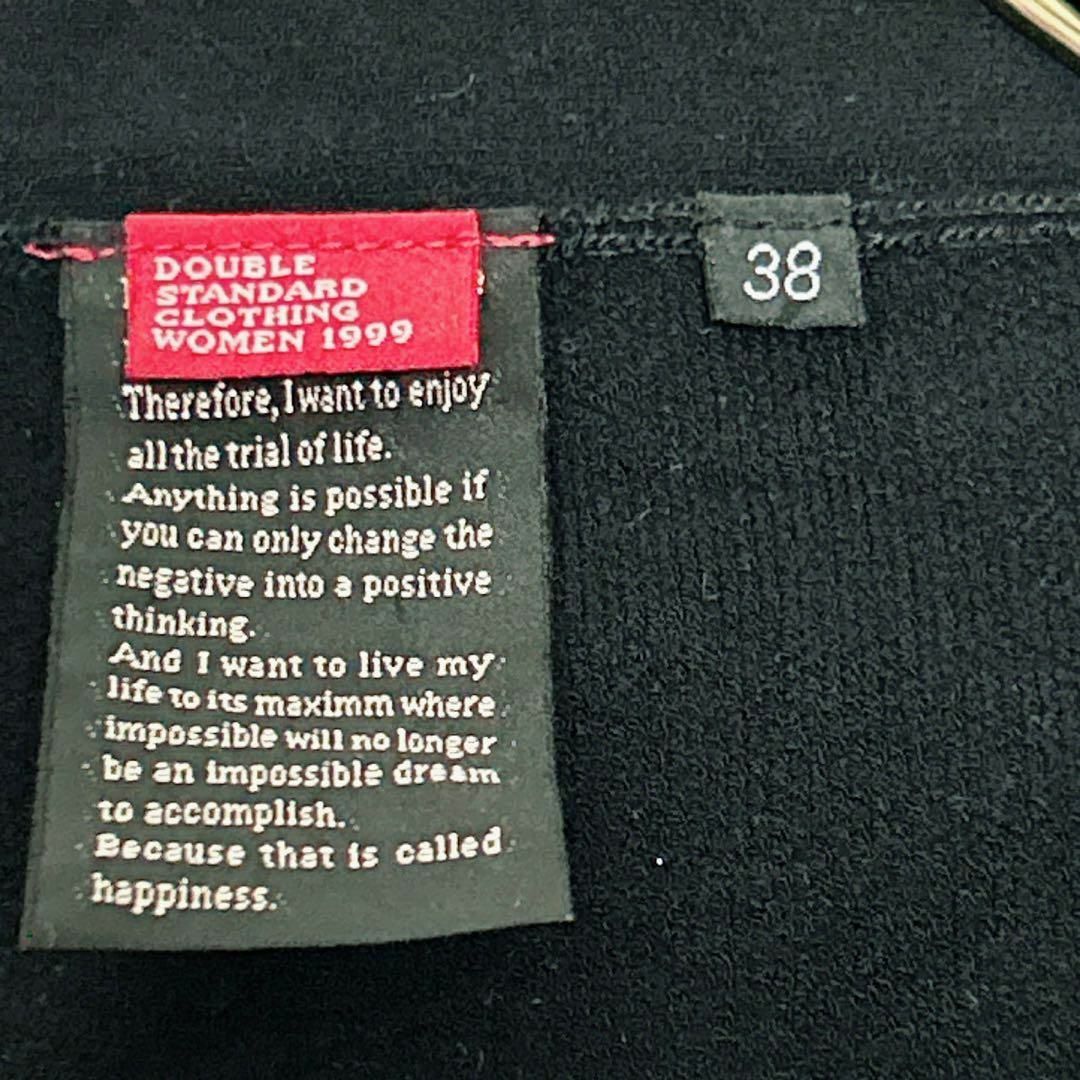 DOUBLE
STANDARD
CLOTHING
WOMEN 1999
38
Therefore, I want to enjoy
all the trial of life.
Anything is possible if
you can only change the
negative into a positive
thinking.
And I want to live my
life to its maximm where
impossible will no longer
be an impossible dream
to accomplish.
Because that is called
happiness.